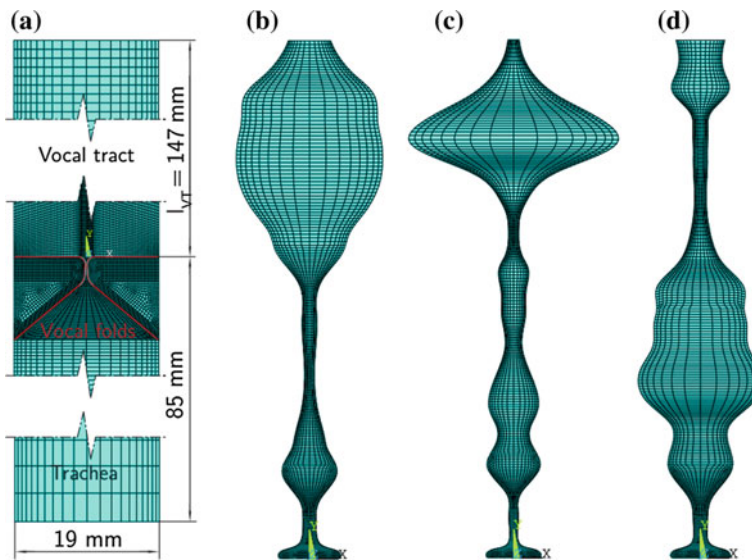 (a)
(b)
(c)
(d)
Vocal tract
l_VT = 147 mm
Y
X
Vocal folds
85 mm
Trachea
19 mm
Y
X
Y
X
Y
X